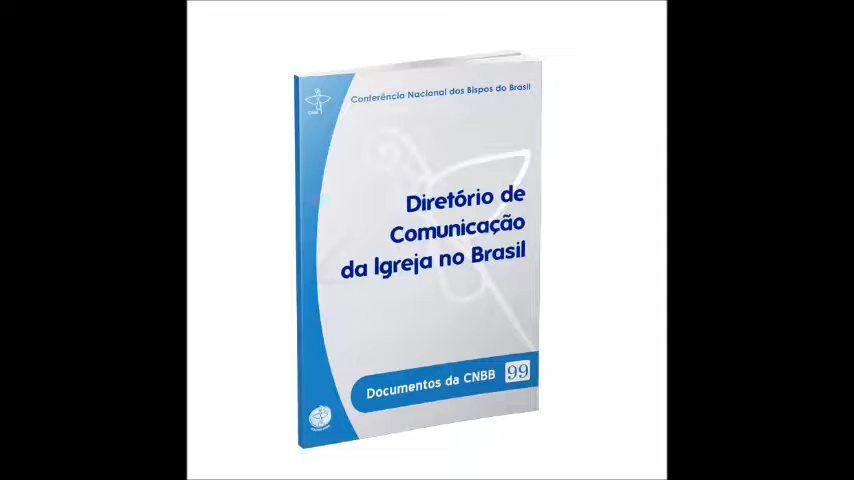 Conferência Nacional dos Bispos do Brasil
Diretório de
Comunicação
da Igreja no Brasil
Documentos da CNBB 99